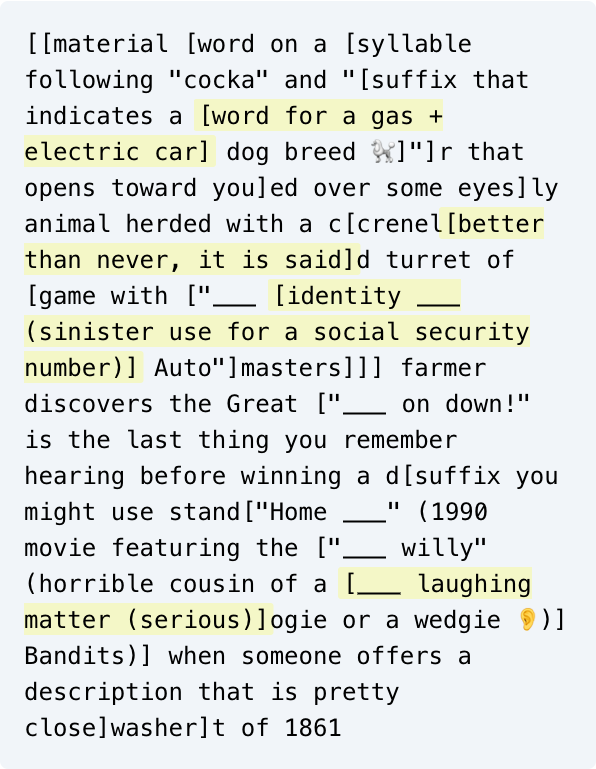 [[material [word on a [syllable
following "cocka" and "[suffix that
indicates a [word for a gas +
electric car] dog breed 🐩]"]r that
opens toward you]ed over some eyes]ly
animal herded with a c[crenel[better
than never, it is said]d turret of
[game with ["___ [identity ___
(sinister use for a social security
number)] Auto"]masters]]] farmer
discovers the Great ["___ on down!"
is the last thing you remember
hearing before winning a d[suffix you
might use stand["Home ___" (1990
movie featuring the ["___ willy"
(horrible cousin of a [___ laughing
matter (serious)]ogie or a wedgie 👂)]
Bandits)] when someone offers a
description that is pretty
close]washer]t of 1861